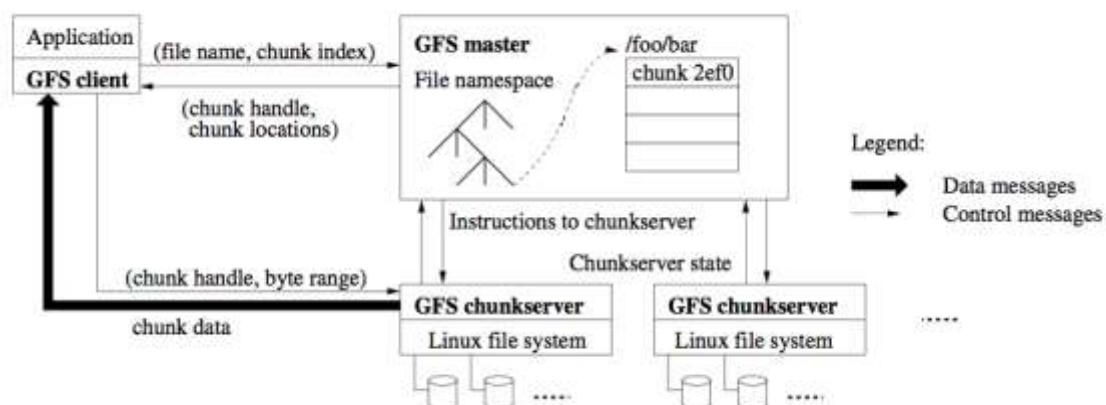 Application
GFS client
(file name, chunk index)
(chunk handle,
chunk locations)
GFS master
File namespace
/foo/bar
chunk 2ef0
Legend:
Data messages
Control messages
Instructions to chunkserver
Chunkserver state
(chunk handle, byte range)
chunk data
GFS chunkserver
Linux file system
GFS chunkserver
Linux file system